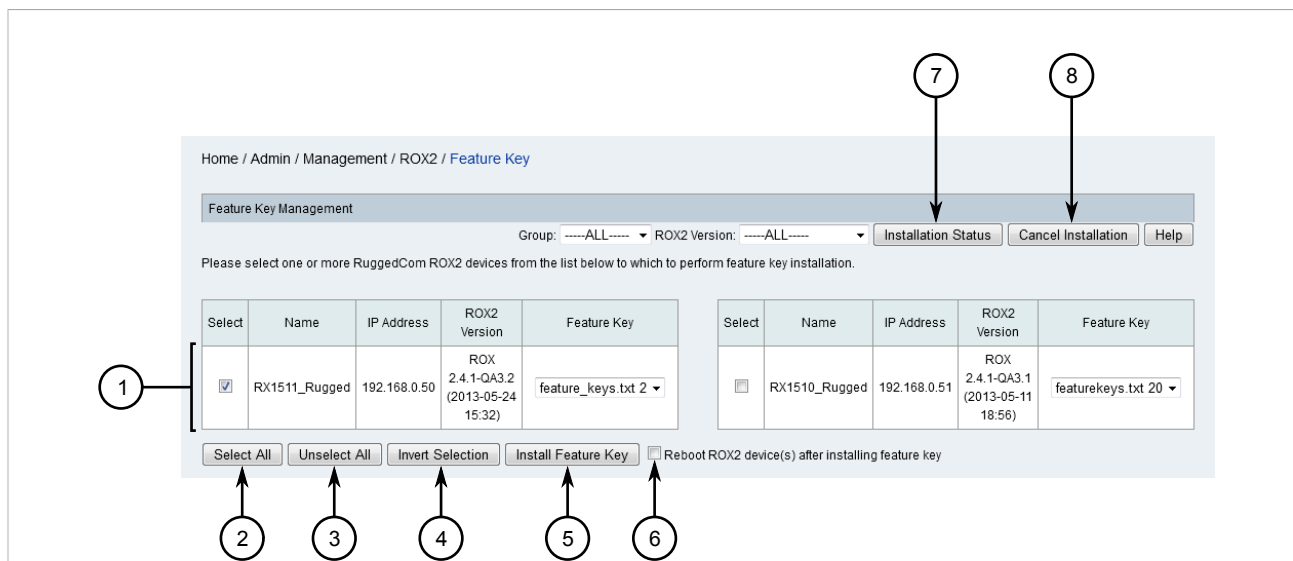 7 8
Home / Admin / Management / ROX2 / Feature Key
Feature Key Management
Group: -----ALL----- ROX2 Version: -----ALL----- Installation Status Cancel Installation Help
Please select one or more RuggedCom ROX2 devices from the list below to which to perform feature key installation.
Select Name IP Address ROX2 Version Feature Key Select Name IP Address ROX2 Version Feature Key
1
RX1511_Rugged 192.168.0.50 ROX 2.4.1-QA3.2 (2013-05-24 15:32) feature_keys.txt 2 RX1510_Rugged 192.168.0.51 ROX 2.4.1-QA3.1 (2013-05-11 18:56) featurekeys.txt 20
Select All Unselect All Invert Selection Install Feature Key Reboot ROX2 device(s) after installing feature key
2 3 4 5 6